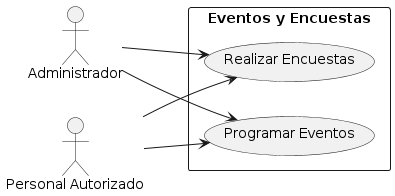 Eventos y Encuestas
Realizar Encuestas
Administrador
Programar Eventos
Personal Autorizado